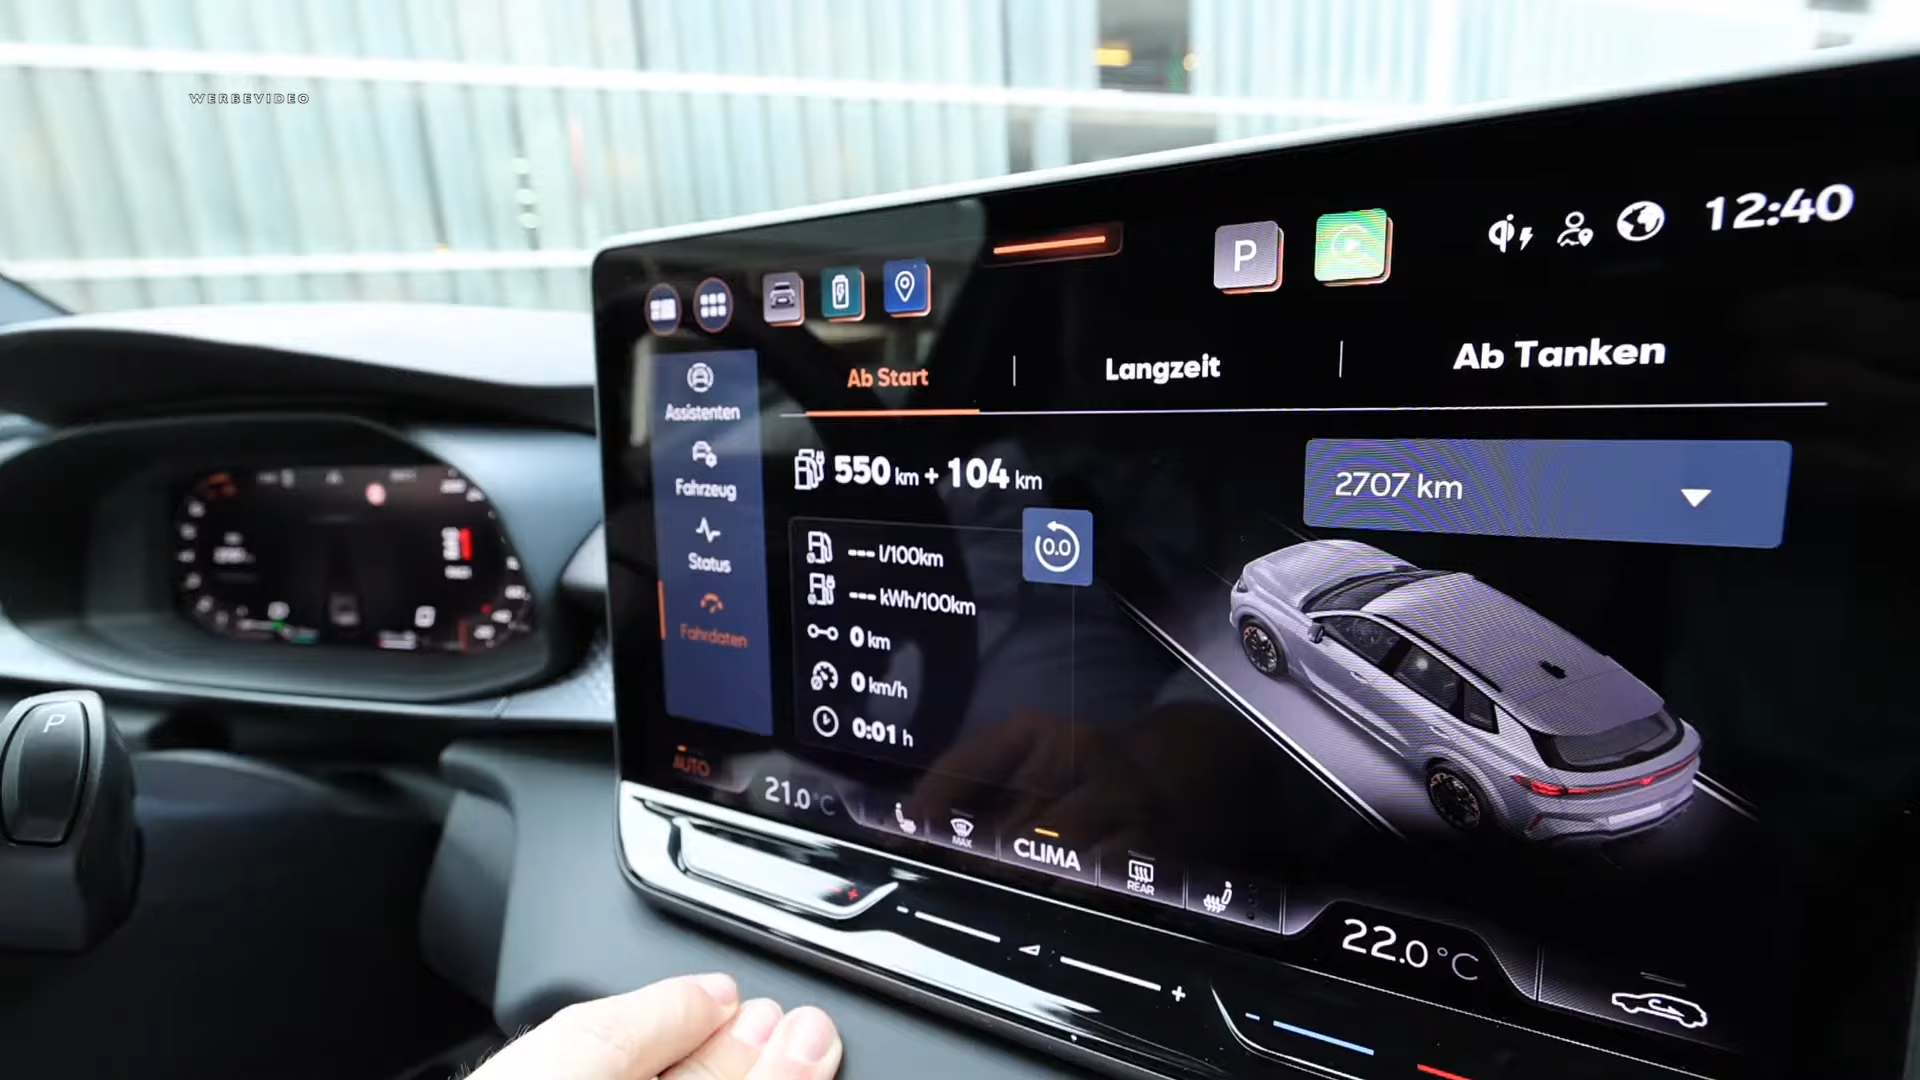 WERBEVIDEO
12:40
P
Ab Start
Langzeit
Ab Tanken
Assistenten
Fahrzeug
Status
Fahrdaten
550 km + 104 km
2707 km
0.0
--- l/100km
--- kWh/100km
0 km
0 km/h
0:01 h
AUTO
21.0 °C
MAX
CLIMA
REAR
22.0 °C
- +
P